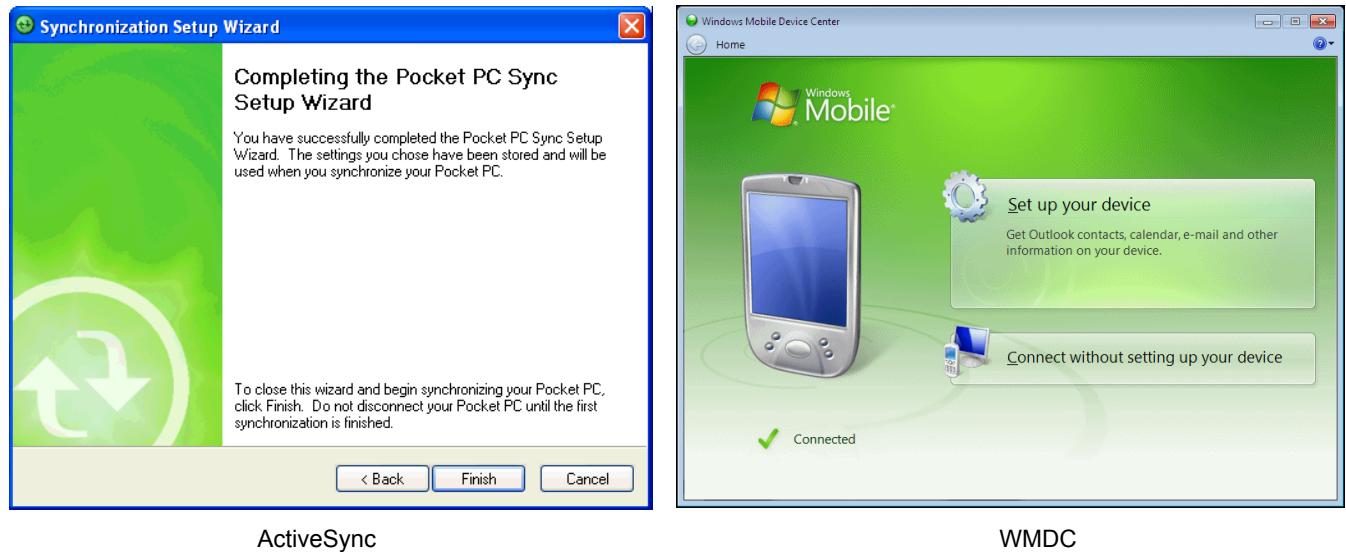 Synchronization Setup Wizard
Completing the Pocket PC Sync
Setup Wizard
You have successfully completed the Pocket PC Sync Setup
Wizard. The settings you chose have been stored and will be
used when you synchronize your Pocket PC.
To close this wizard and begin synchronizing your Pocket PC,
click Finish. Do not disconnect your Pocket PC until the first
synchronization is finished.
< Back Finish Cancel
ActiveSync
Windows Mobile Device Center
Home
Windows
Mobile
Set up your device
Get Outlook contacts, calendar, e-mail and other
information on your device.
Connect without setting up your device
Connected
WMDC